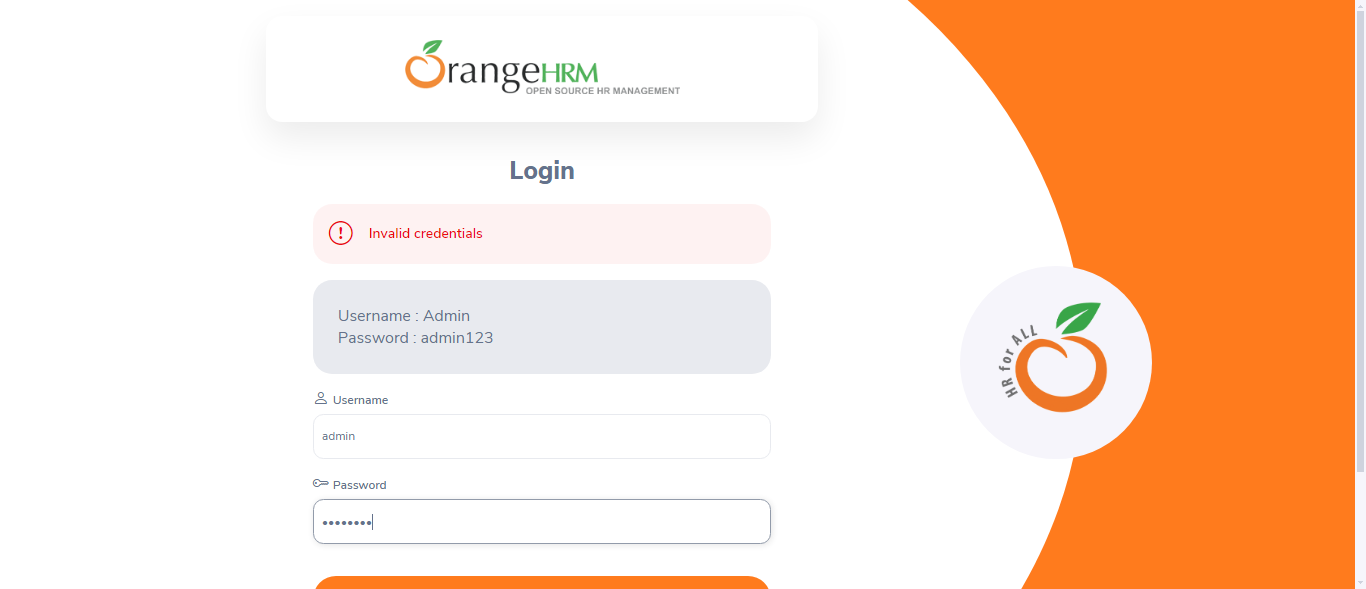 OrangeHRM
OPEN SOURCE HR MANAGEMENT
Login
Invalid credentials
Username : Admin
Password : admin123
Username
admin
Password
••••••••
HR for ALL